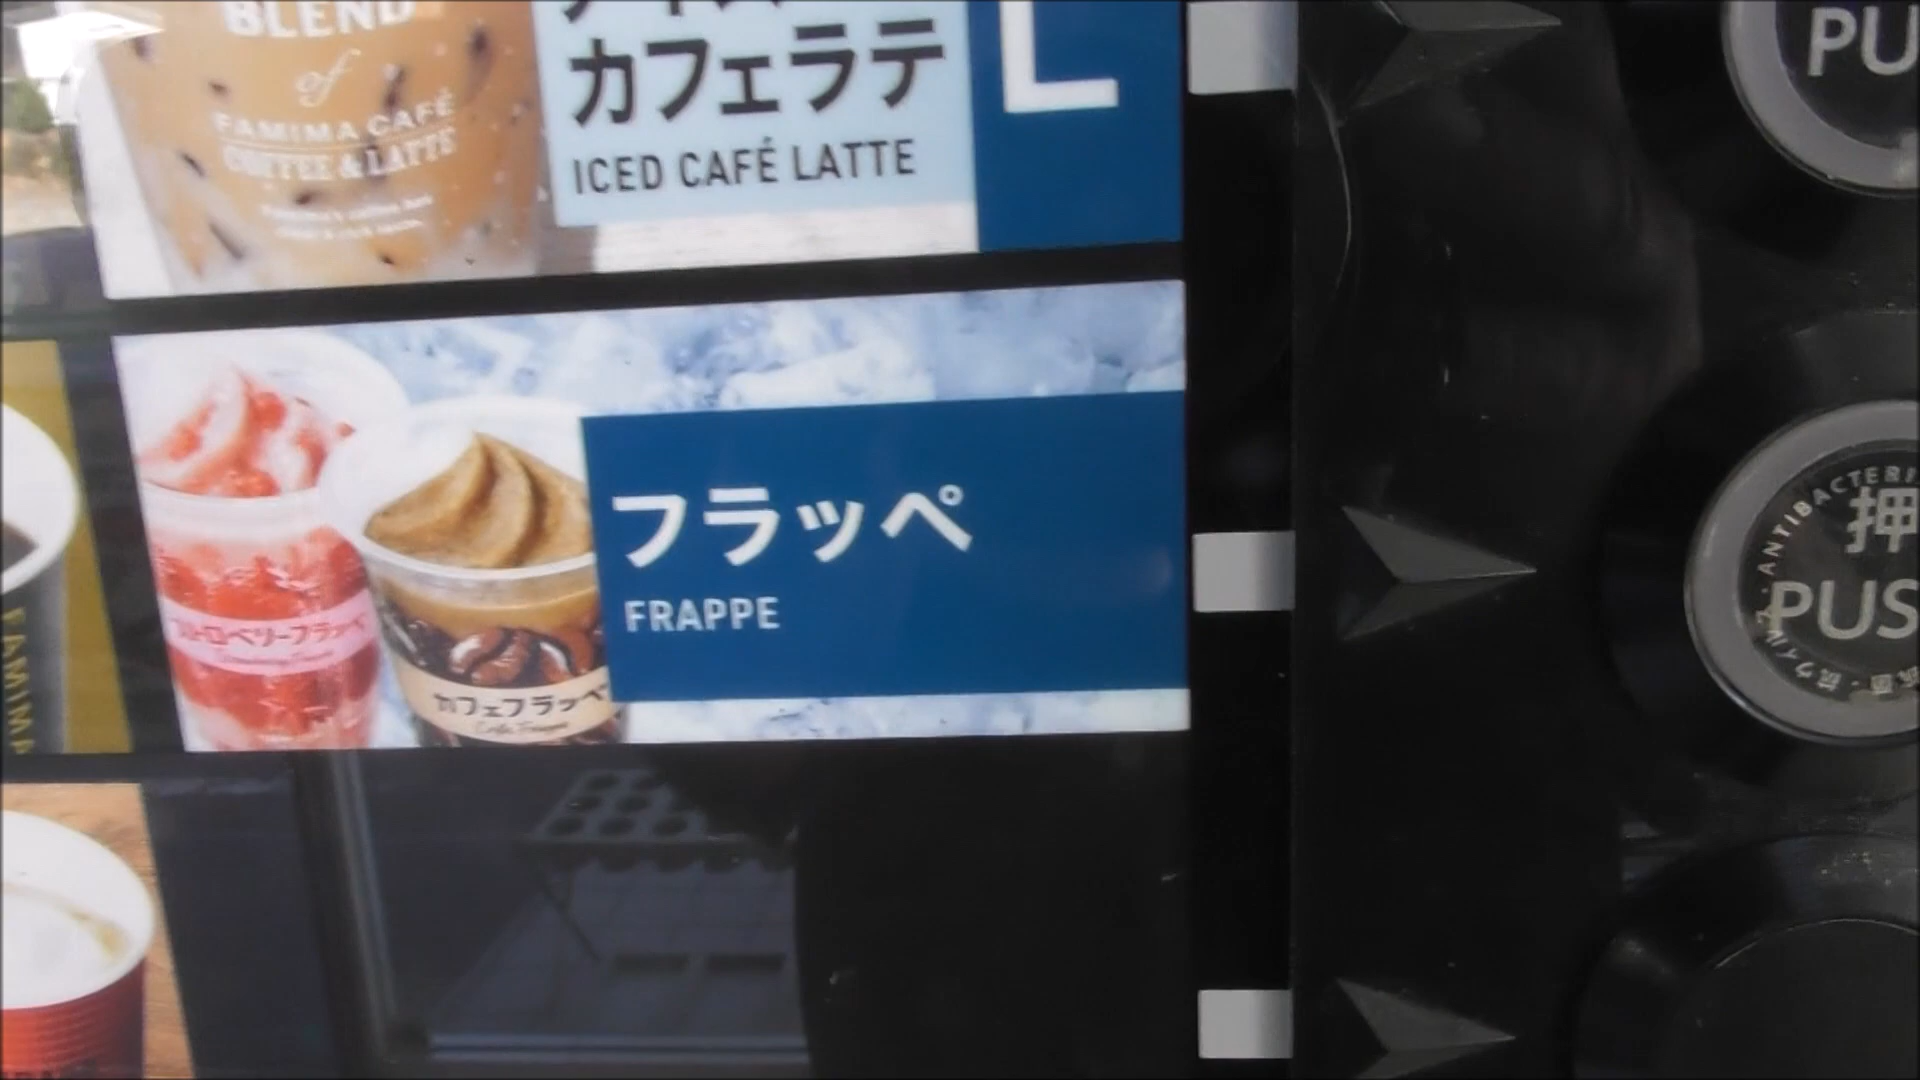 BLEND
of
FAMIMA CAFÉ
COFFEE & LATTE
カフェラテ
ICED CAFÉ LATTE
L
PU
フラッペ
FRAPPE
ストロベリーフラッペ
カフェフラッペ
ANTIBACTERI
押
PUS
FAMIMA